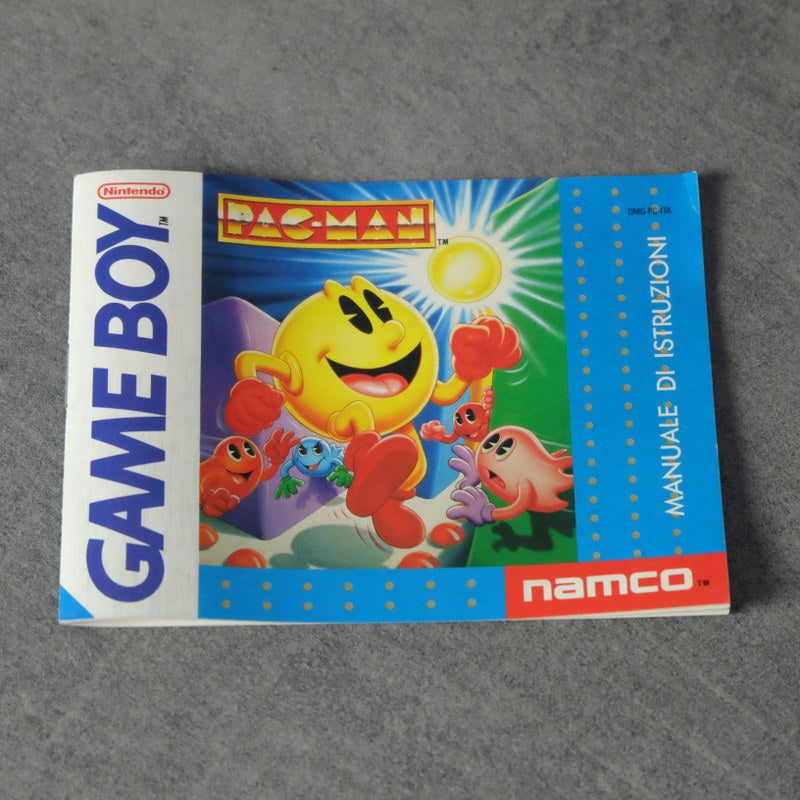 Nintendo
GAME BOY™
PAC-MAN™
DMG-PC-ITA
MANUALE DI ISTRUZIONI
namco™